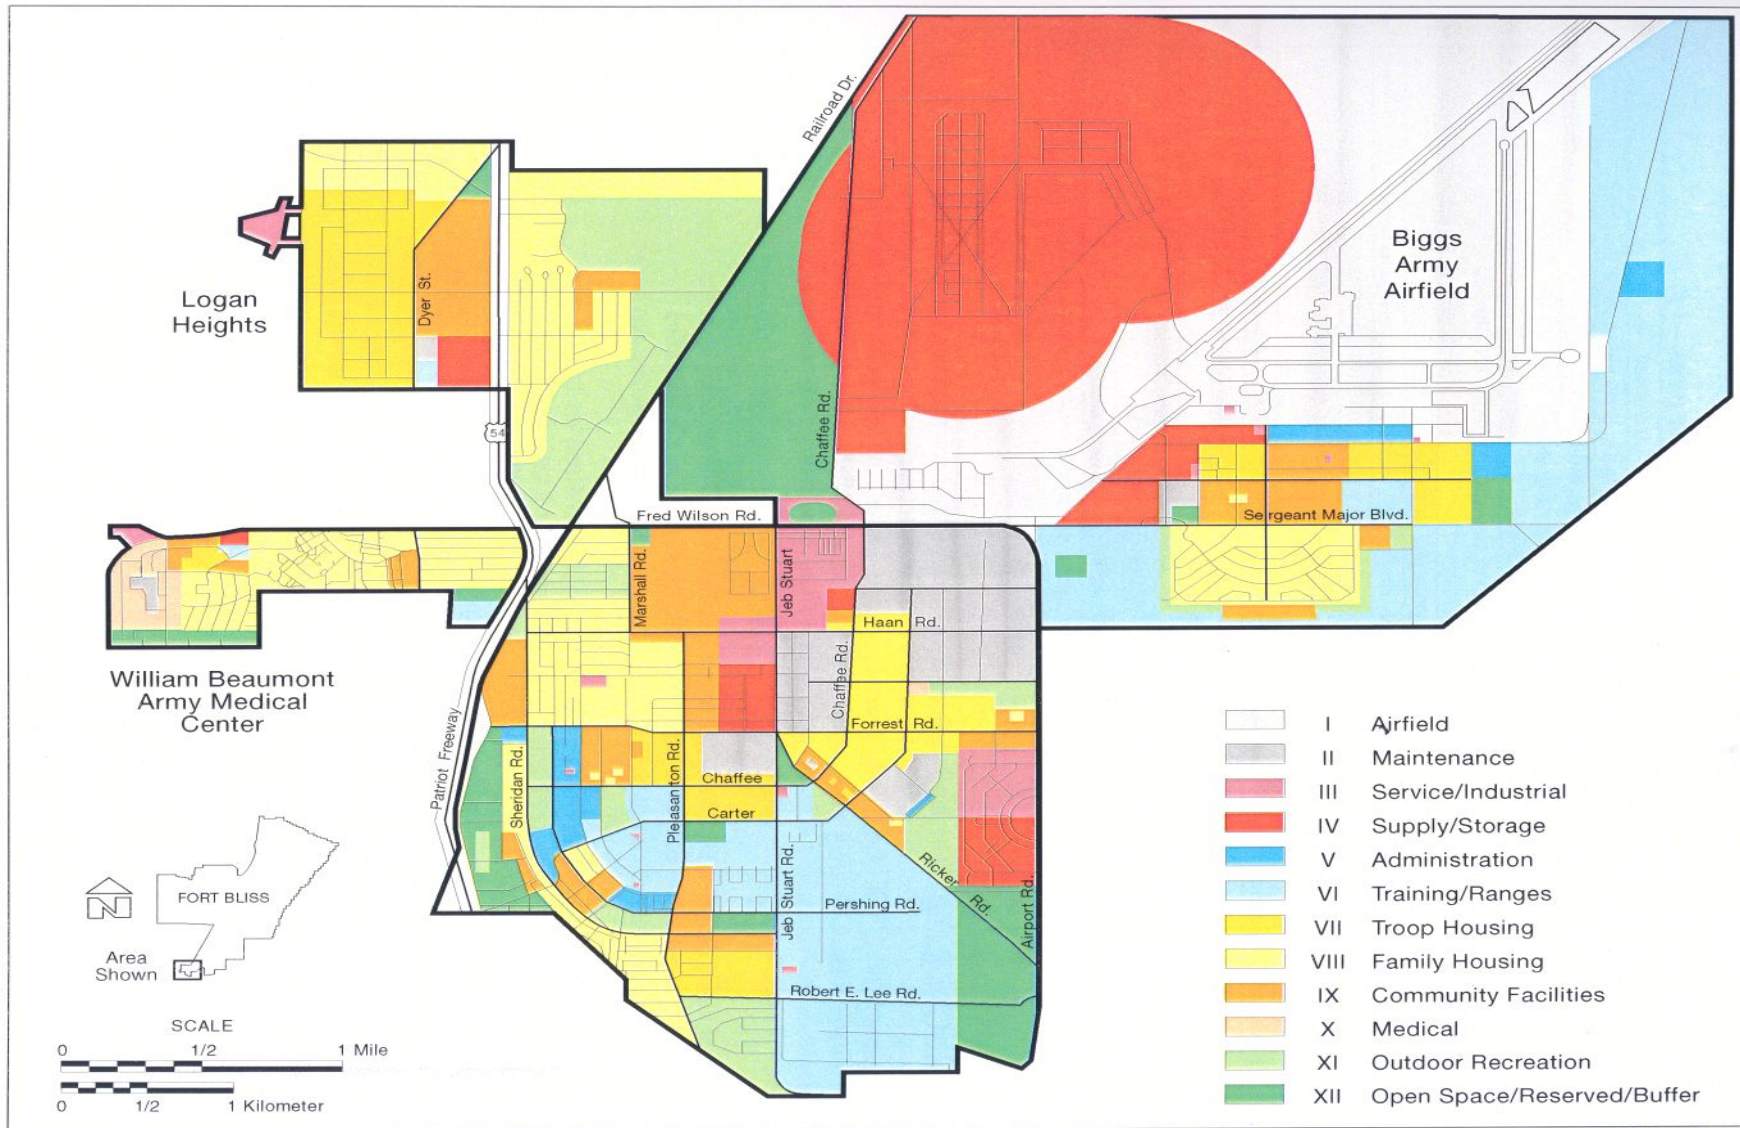 Railroad Dr.
Biggs
Army
Airfield
Logan
Heights
Dyer St.
54
Chaffee Rd.
Fred Wilson Rd.
Sergeant Major Blvd.
Marshall Rd.
Jeb Stuart
Haan Rd.
Chaffee Rd.
William Beaumont
Army Medical
Center
Forrest Rd.
Patriot Freeway
Sheridan Rd.
Pleasanton Rd.
Chaffee
Carter
Jeb Stuart Rd.
Ricker Rd.
Pershing Rd.
Airport Rd.
Robert E. Lee Rd.
FORT BLISS
N
Area
Shown
SCALE
0 1/2 1 Mile
0 1/2 1 Kilometer
I Airfield
II Maintenance
III Service/Industrial
IV Supply/Storage
V Administration
VI Training/Ranges
VII Troop Housing
VIII Family Housing
IX Community Facilities
X Medical
XI Outdoor Recreation
XII Open Space/Reserved/Buffer